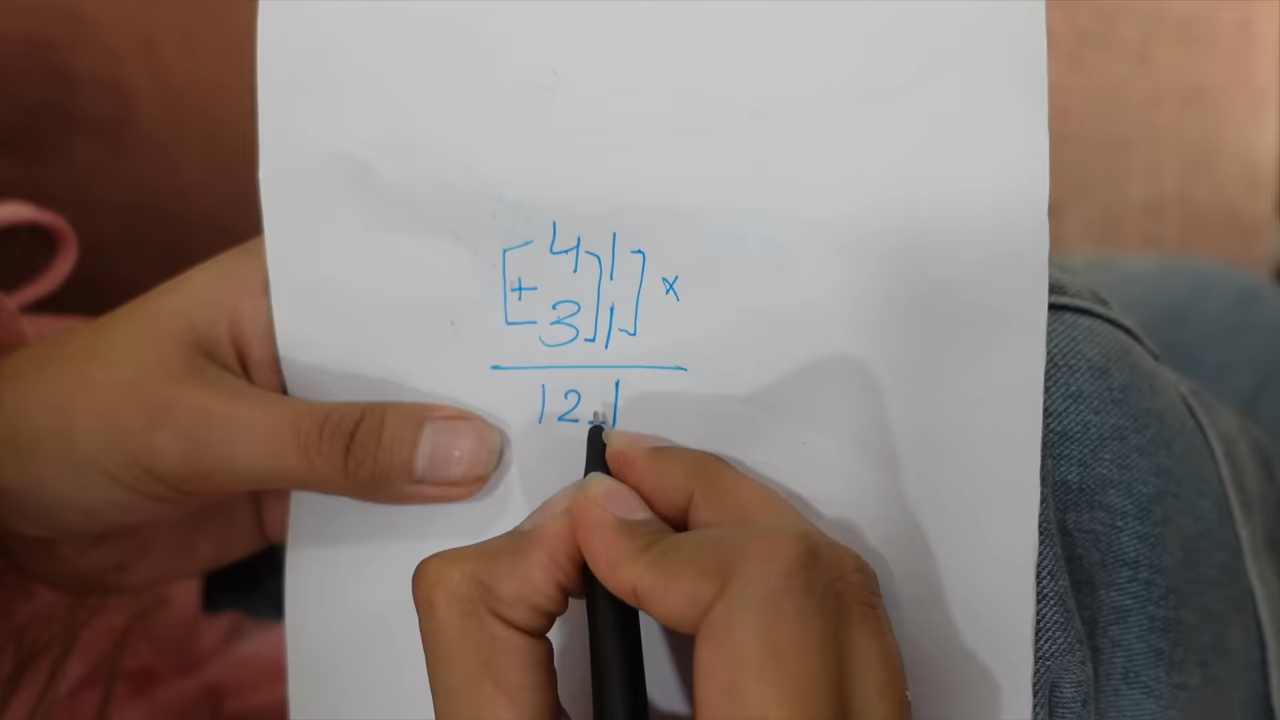 [ 4 ] 1 ] ×
+ 3 ] 1
12 1